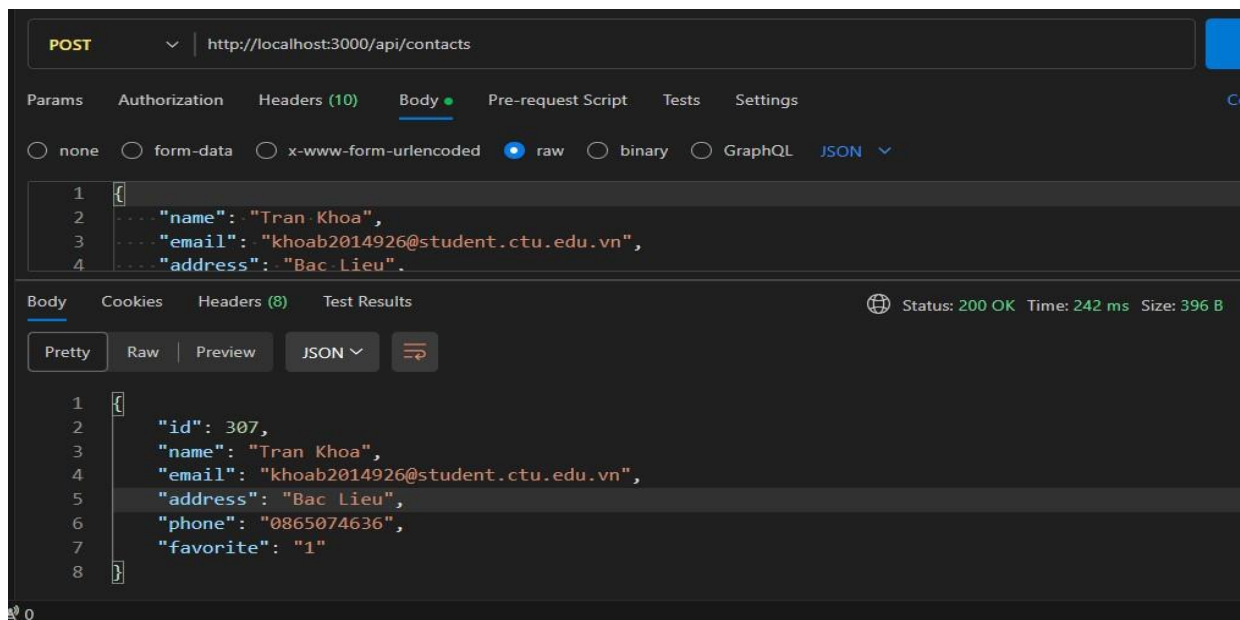 POST http://localhost:3000/api/contacts
Params Authorization Headers (10) Body Pre-request Script Tests Settings
none form-data x-www-form-urlencoded raw binary GraphQL JSON
1 {
2 "name": "Tran Khoa",
3 "email": "khoab2014926@student.ctu.edu.vn",
4 "address": "Bac Lieu",
Body Cookies Headers (8) Test Results Status: 200 OK Time: 242 ms Size: 396 B
Pretty Raw Preview JSON
1 {
2 "id": 307,
3 "name": "Tran Khoa",
4 "email": "khoab2014926@student.ctu.edu.vn",
5 "address": "Bac Lieu",
6 "phone": "0865074636",
7 "favorite": "1"
8 }
0